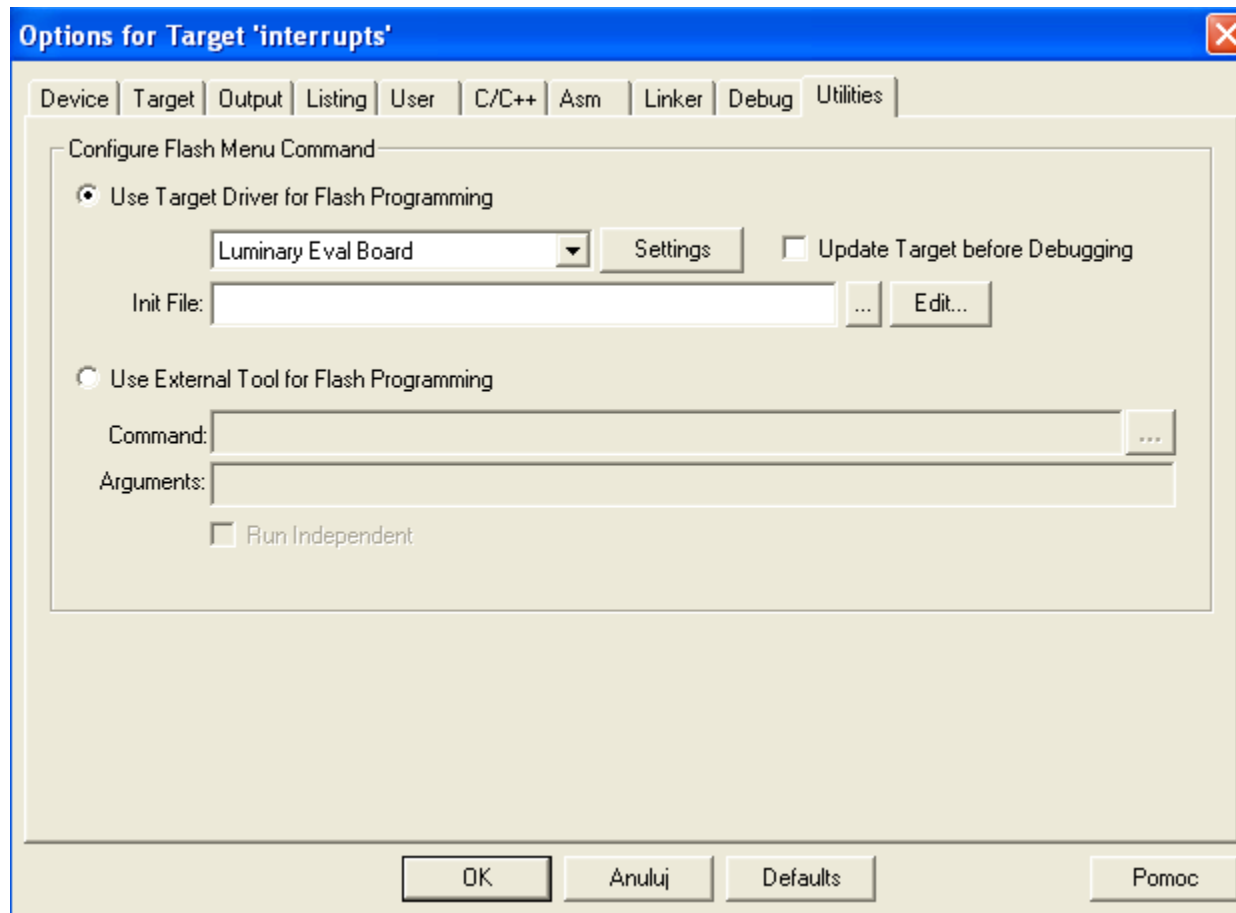 Options for Target 'interrupts'
Device Target Output Listing User C/C++ Asm Linker Debug Utilities
Configure Flash Menu Command
Use Target Driver for Flash Programming
Luminary Eval Board Settings Update Target before Debugging
Init File: ... Edit...
Use External Tool for Flash Programming
Command: ...
Arguments:
Run Independent
OK Anuluj Defaults Pomoc